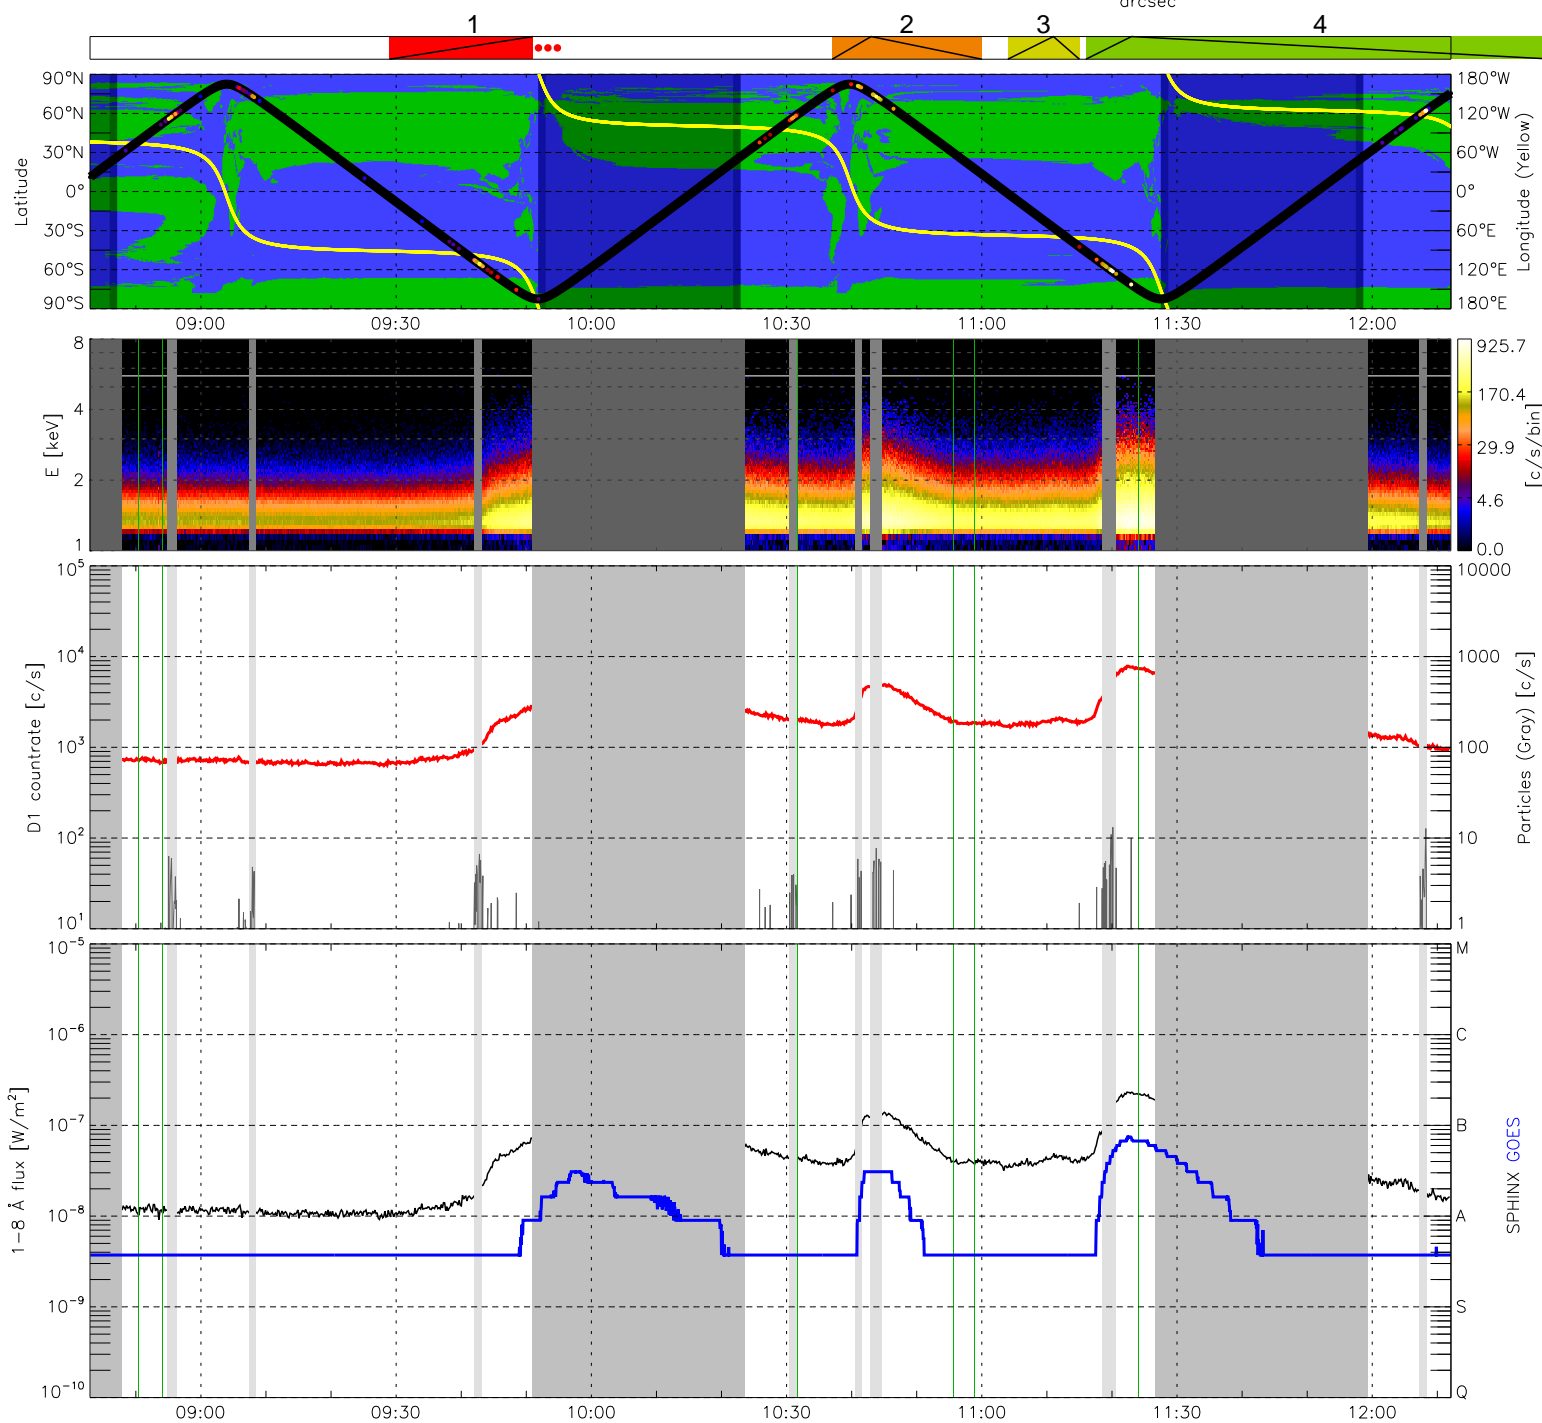 arcsec
1 2 3 4
90°N 180°W
60°N 120°W
30°N 60°W
0° 0°
30°S 60°E
60°S 120°E
90°S 180°E
Latitude
Longitude (Yellow)
09:00 09:30 10:00 10:30 11:00 11:30 12:00
8
4
2
1
E [keV]
925.7
170.4
29.9
4.6
0.0
[c/s/bin]
10^5 10000
10^4 1000
10^3 100
10^2 10
10^1 1
D1 countrate [c/s]
Particles (Gray) [c/s]
10^-5 M
10^-6 C
10^-7 B
10^-8 A
10^-9 S
10^-10 Q
1-8 Å flux [W/m²]
SPHINX GOES
09:00 09:30 10:00 10:30 11:00 11:30 12:00